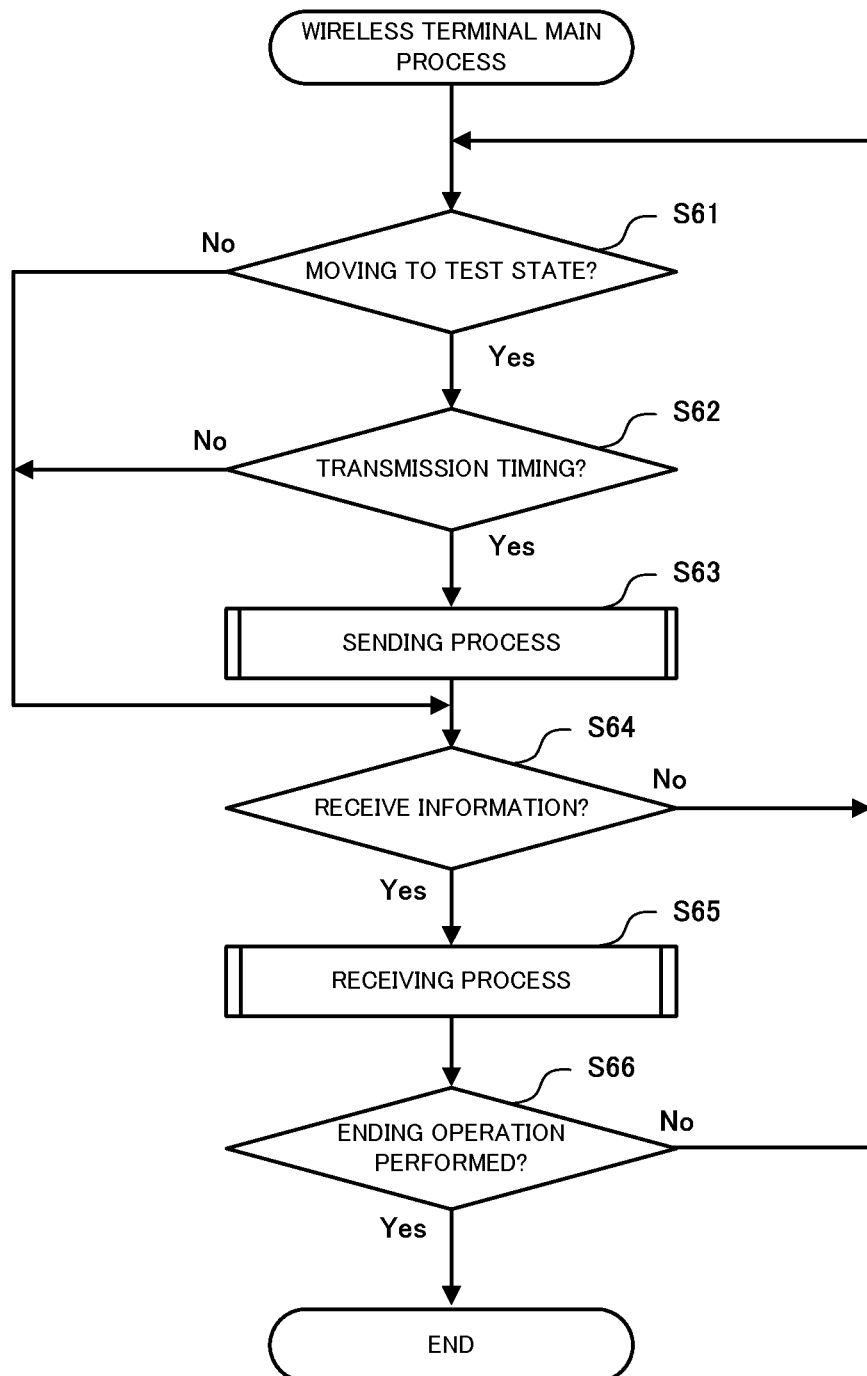 WIRELESS TERMINAL MAIN
PROCESS
S61
No
MOVING TO TEST STATE?
Yes
S62
No
TRANSMISSION TIMING?
Yes
S63
SENDING PROCESS
S64
No
RECEIVE INFORMATION?
Yes
S65
RECEIVING PROCESS
S66
No
ENDING OPERATION
PERFORMED?
Yes
END